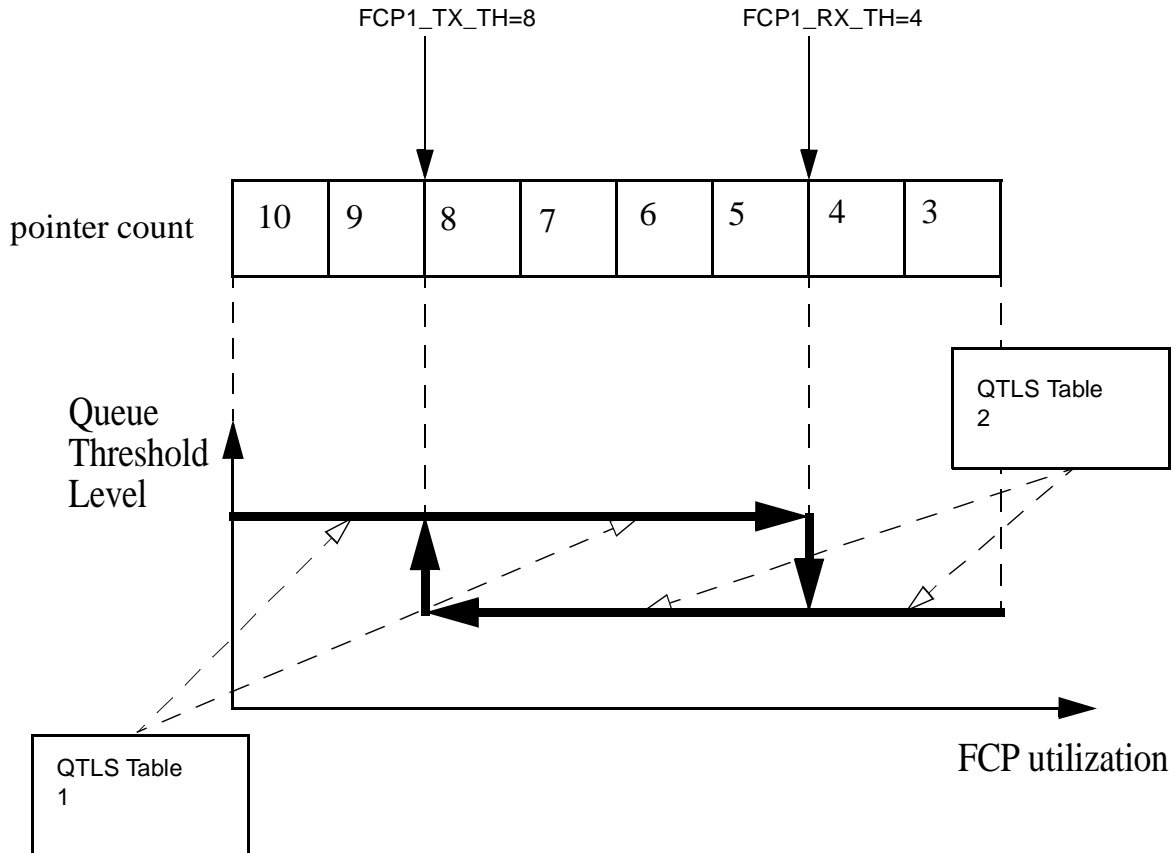 FCP1_TX_TH=8
FCP1_RX_TH=4
pointer count
10
9
8
7
6
5
4
3
QTLS Table
2
Queue
Threshold
Level
FCP utilization
QTLS Table
1